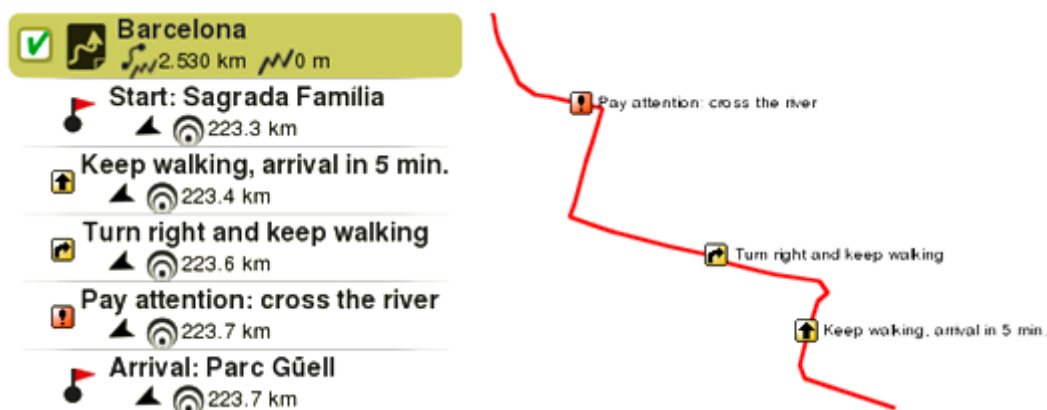 Barcelona
2.530 km 0 m
Start: Sagrada Família
223.3 km
Keep walking, arrival in 5 min.
223.4 km
Turn right and keep walking
223.6 km
Pay attention: cross the river
223.7 km
Arrival: Parc Gűell
223.7 km
Pay attention: cross the river
Turn right and keep walking
Keep walking, arrival in 5 min.